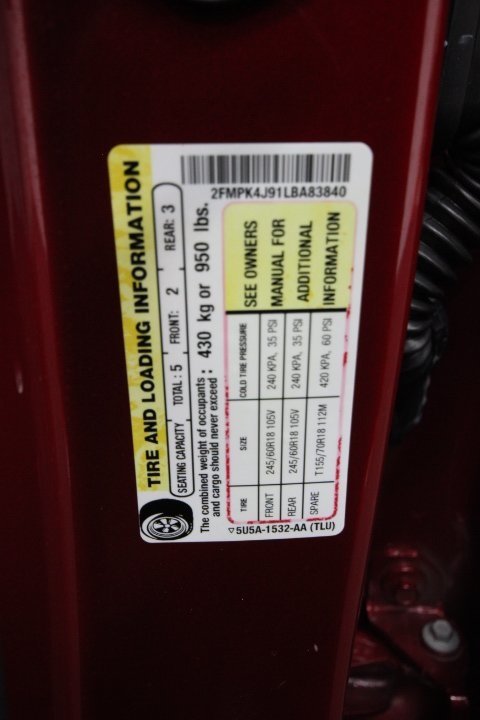 2FMPK4J91LBA83840
TIRE AND LOADING INFORMATION
SEATING CAPACITY TOTAL: 5 FRONT: 2 REAR: 3
The combined weight of occupants
and cargo should never exceed: 430 kg or 950 lbs.
TIRE SIZE COLD TIRE PRESSURE SEE OWNERS
FRONT 245/60R18 105V 240 KPA, 35 PSI MANUAL FOR
REAR 245/60R18 105V 240 KPA, 35 PSI ADDITIONAL
SPARE T155/70R18 112M 420 KPA, 60 PSI INFORMATION
5U5A-1532-AA (TLU)